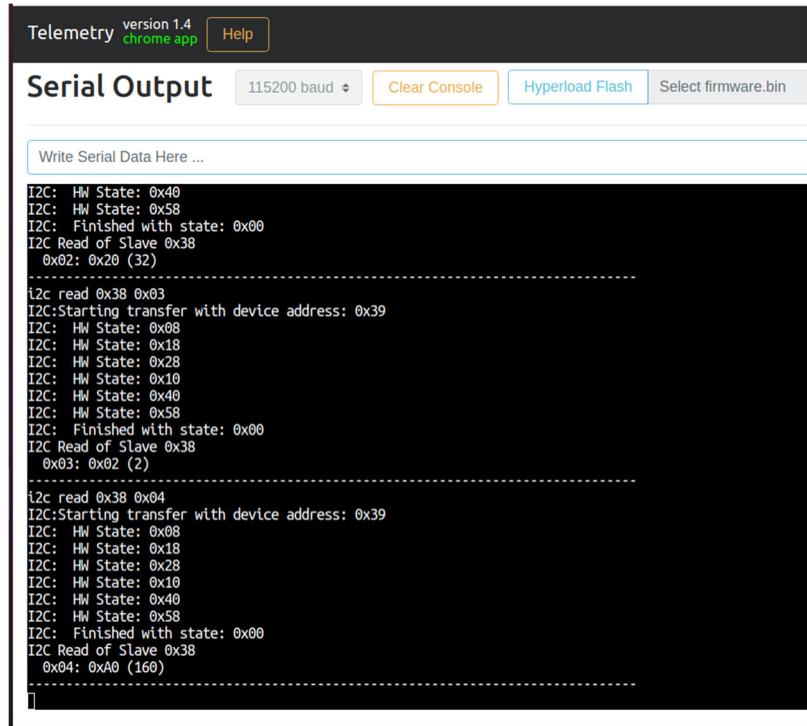 Telemetry version 1.4
chrome app Help
Serial Output 115200 baud Clear Console Hyperload Flash Select firmware.bin
Write Serial Data Here ...
I2C:  HW State: 0x40
I2C:  HW State: 0x58
I2C:  Finished with state: 0x00
I2C Read of Slave 0x38
  0x02: 0x20 (32)
--------------------------------------------------------------------------------
i2c read 0x38 0x03
I2C:Starting transfer with device address: 0x39
I2C:  HW State: 0x08
I2C:  HW State: 0x18
I2C:  HW State: 0x28
I2C:  HW State: 0x10
I2C:  HW State: 0x40
I2C:  HW State: 0x58
I2C:  Finished with state: 0x00
I2C Read of Slave 0x38
  0x03: 0x02 (2)
--------------------------------------------------------------------------------
i2c read 0x38 0x04
I2C:Starting transfer with device address: 0x39
I2C:  HW State: 0x08
I2C:  HW State: 0x18
I2C:  HW State: 0x28
I2C:  HW State: 0x10
I2C:  HW State: 0x40
I2C:  HW State: 0x58
I2C:  Finished with state: 0x00
I2C Read of Slave 0x38
  0x04: 0xA0 (160)
--------------------------------------------------------------------------------